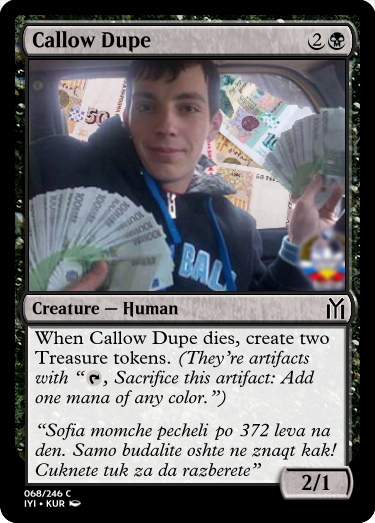 Callow Dupe
2
Creature — Human
When Callow Dupe dies, create two
Treasure tokens. (They're artifacts
with “, Sacrifice this artifact: Add
one mana of any color.”)
“Sofia momche pecheli po 372 leva na
den. Samo budalite oshte ne znaqt kak!
Cuknete tuk za da razberete”
2/1
068/246 C
IYI • KUR